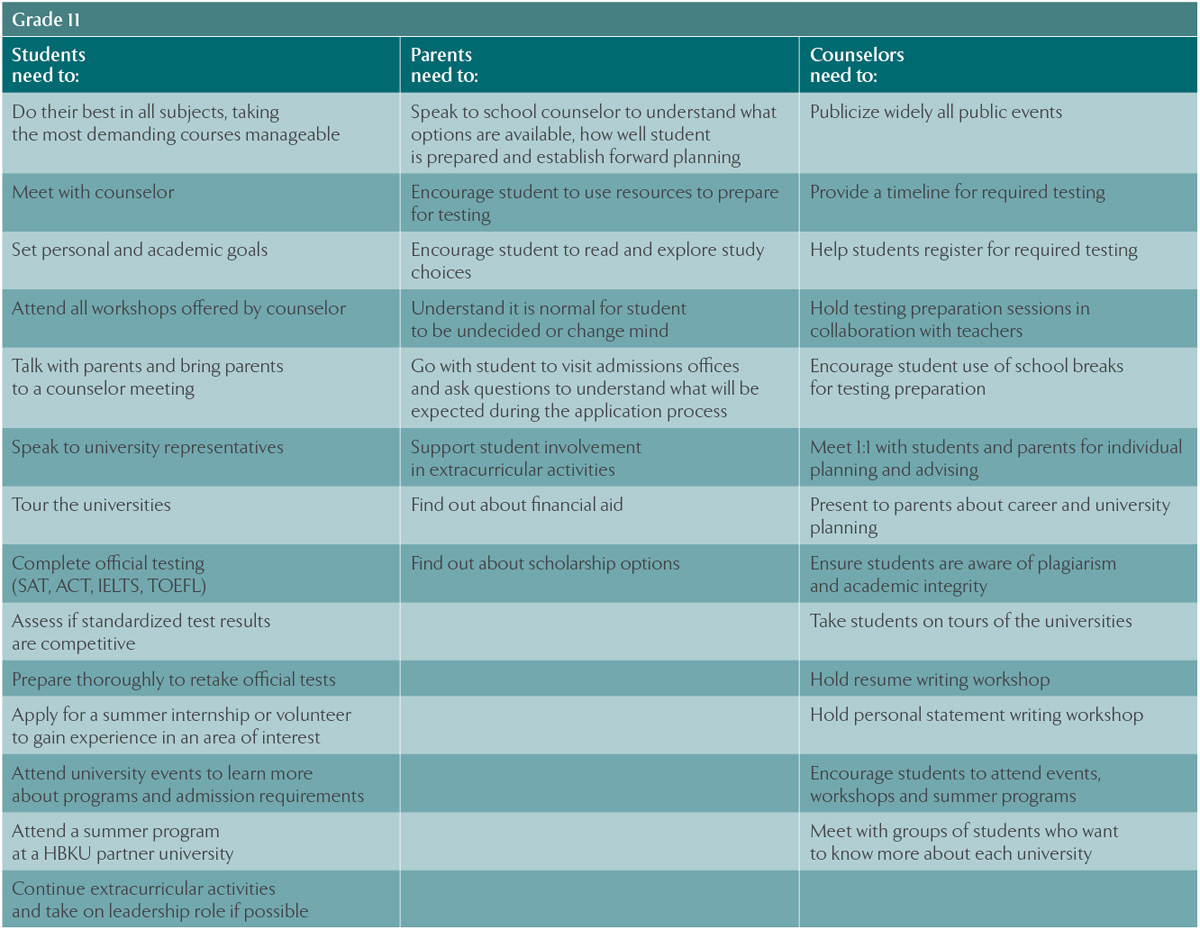 Grade 11
Students
need to:
Parents
need to:
Counselors
need to:
Do their best in all subjects, taking
the most demanding courses manageable
Speak to school counselor to understand what
options are available, how well student
is prepared and establish forward planning
Publicize widely all public events
Meet with counselor
Encourage student to use resources to prepare
for testing
Provide a timeline for required testing
Set personal and academic goals
Encourage student to read and explore study
choices
Help students register for required testing
Attend all workshops offered by counselor
Understand it is normal for student
to be undecided or change mind
Hold testing preparation sessions in
collaboration with teachers
Talk with parents and bring parents
to a counselor meeting
Go with student to visit admissions offices
and ask questions to understand what will be
expected during the application process
Encourage student use of school breaks
for testing preparation
Speak to university representatives
Support student involvement
in extracurricular activities
Meet 1:1 with students and parents for individual
planning and advising
Tour the universities
Find out about financial aid
Present to parents about career and university
planning
Complete official testing
(SAT, ACT, IELTS, TOEFL)
Find out about scholarship options
Ensure students are aware of plagiarism
and academic integrity
Assess if standardized test results
are competitive
Take students on tours of the universities
Prepare thoroughly to retake official tests
Hold resume writing workshop
Apply for a summer internship or volunteer
to gain experience in an area of interest
Hold personal statement writing workshop
Attend university events to learn more
about programs and admission requirements
Encourage students to attend events,
workshops and summer programs
Attend a summer program
at a HBKU partner university
Meet with groups of students who want
to know more about each university
Continue extracurricular activities
and take on leadership role if possible